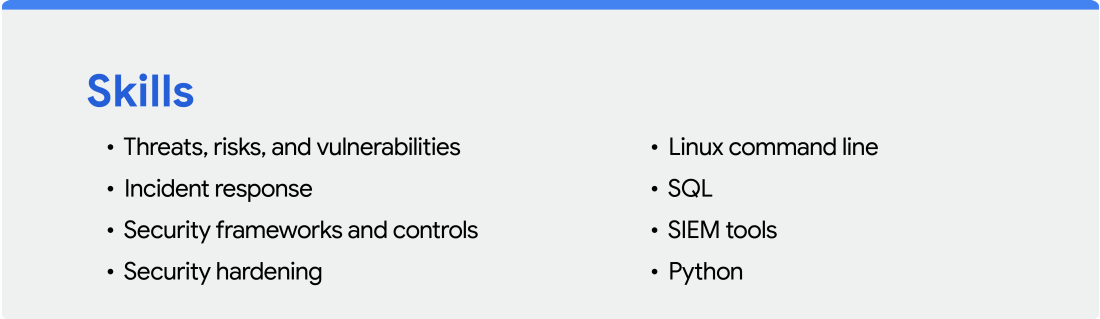 Skills
• Threats, risks, and vulnerabilities
• Incident response
• Security frameworks and controls
• Security hardening
• Linux command line
• SQL
• SIEM tools
• Python